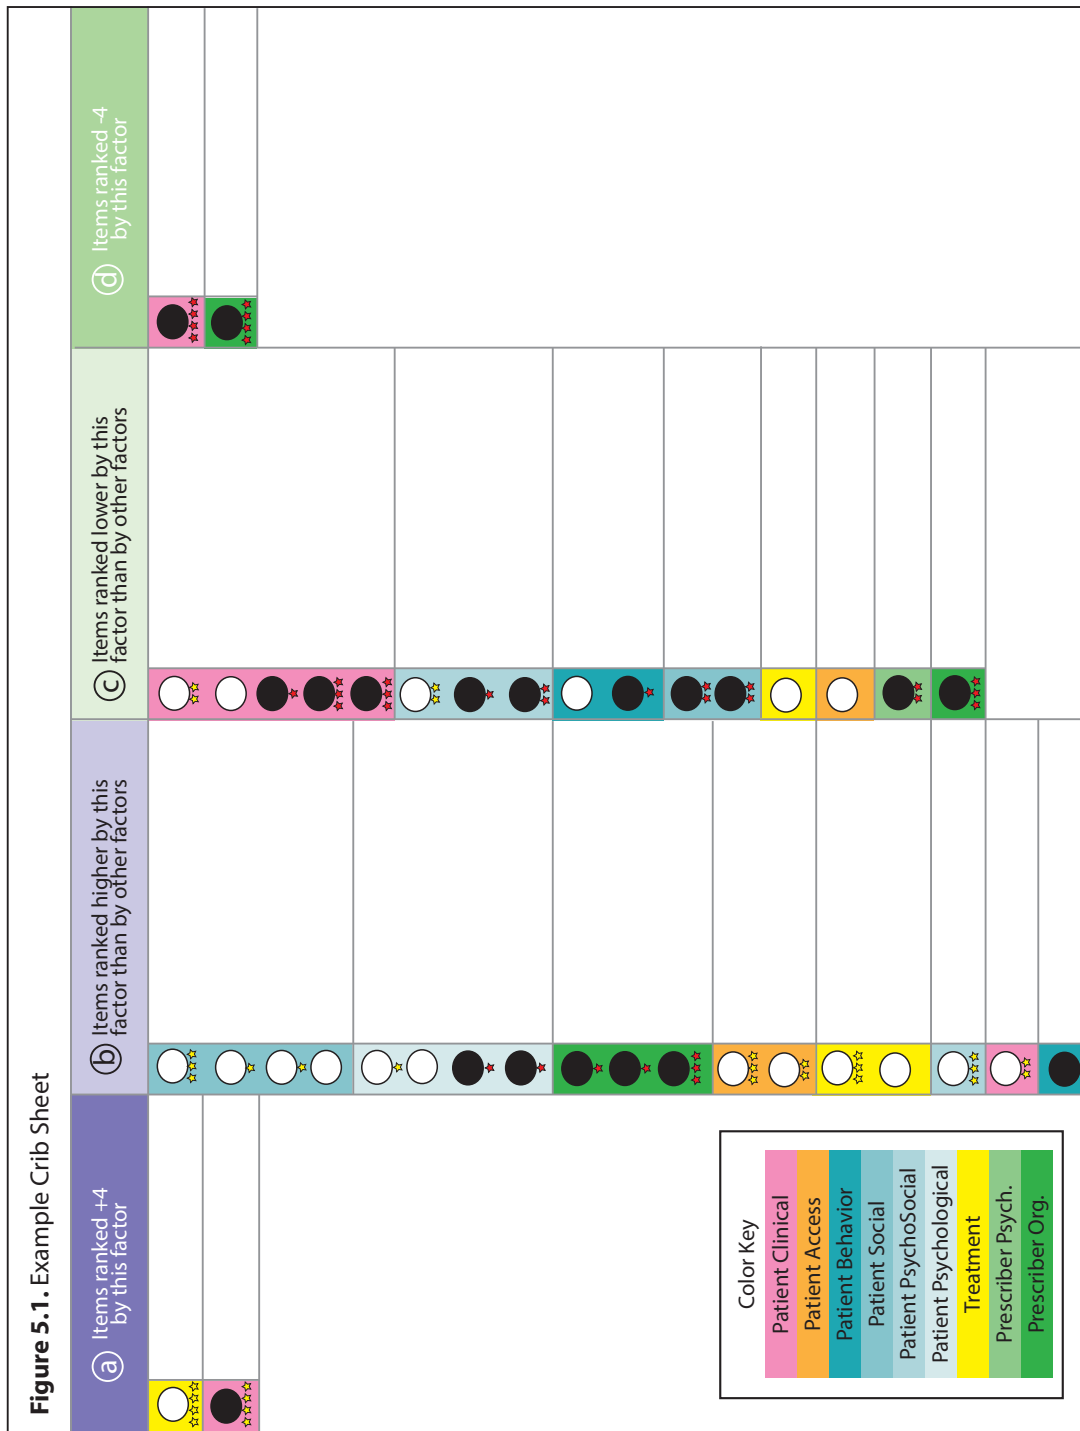 Figure 5.1. Example Crib Sheet
a Items ranked +4
by this factor
b Items ranked higher by this
factor than by other factors
c Items ranked lower by this
factor than by other factors
d Items ranked -4
by this factor
Color Key
Patient Clinical
Patient Access
Patient Behavior
Patient Social
Patient PsychoSocial
Patient Psychological
Treatment
Prescriber Psych.
Prescriber Org.